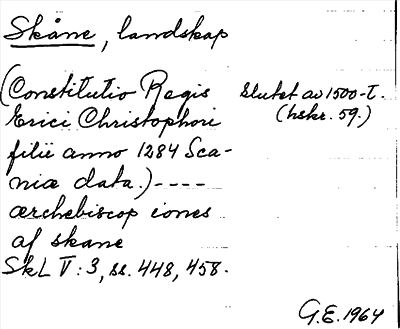 Skåne, landskap
(Constitutio Regis
Erici Christophori
filii anno 1284 Sca-
niæ data.)----
ærchebiscop iones
af skane
SkL V:3, ss. 448, 458.
Slutet av 1500-t.
(hskr. 59.)
G.E. 1964